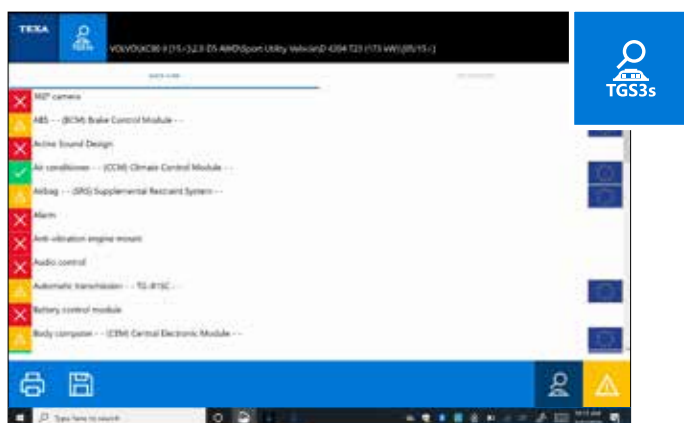 TEXA
TGS3s
VOLVO\XC90 II [15-]\2.0 D5 AWD\Sport Utility Vehicle\D 4204 T23 (173 kW)\[05/15-]
360° camera
ABS - - (BCM) Brake Control Module - -
Active Sound Design
Air conditioner - - (CCM) Climate Control Module - -
Airbag - - (SRS) Supplemental Restraint System - -
Alarm
Anti-vibration engine mount
Audio control
Automatic transmission - - TG-81SC - -
Battery control module
Body computer - - (CEM) Central Electronic Module - -
Type here to search
TGS3s